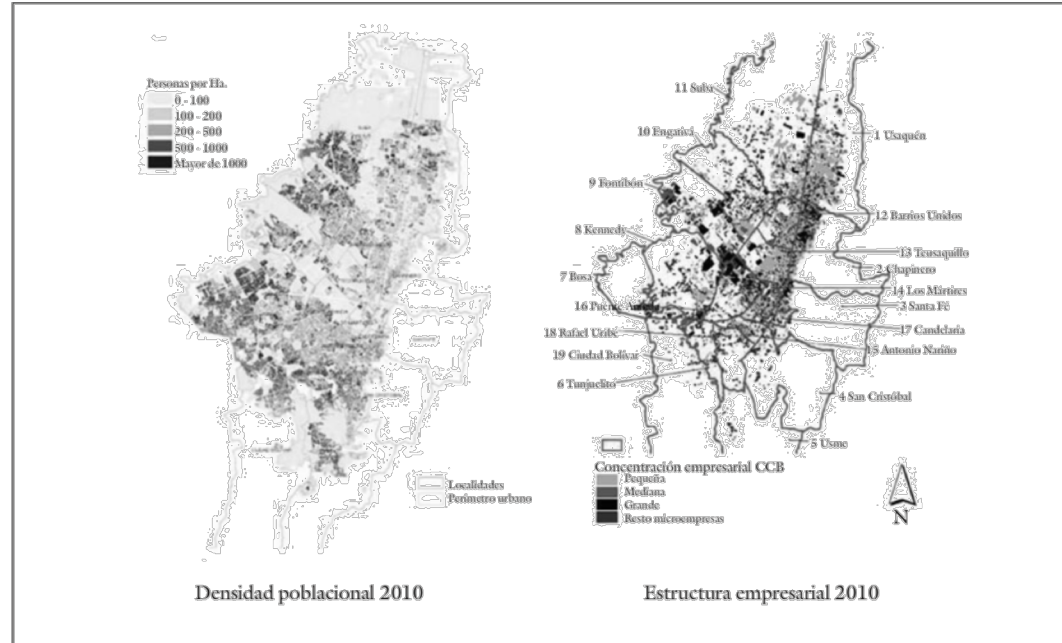 Personas por Ha.
0 - 100
100 - 200
200 - 500
500 - 1000
Mayor de 1000
Localidades
Perímetro urbano
Densidad poblacional 2010
11 Suba
10 Engativá
1 Usaquén
9 Fontibón
12 Barrios Unidos
8 Kennedy
13 Teusaquillo
2 Chapinero
7 Bosa
14 Los Mártires
3 Santa Fé
16 Puente Aranda
17 Candelaria
18 Rafael Uribe
15 Antonio Nariño
19 Ciudad Bolívar
6 Tunjuelito
4 San Cristóbal
5 Usme
Concentración empresarial CCB
Pequeña
Mediana
Grande
Resto microempresas
N
Estructura empresarial 2010